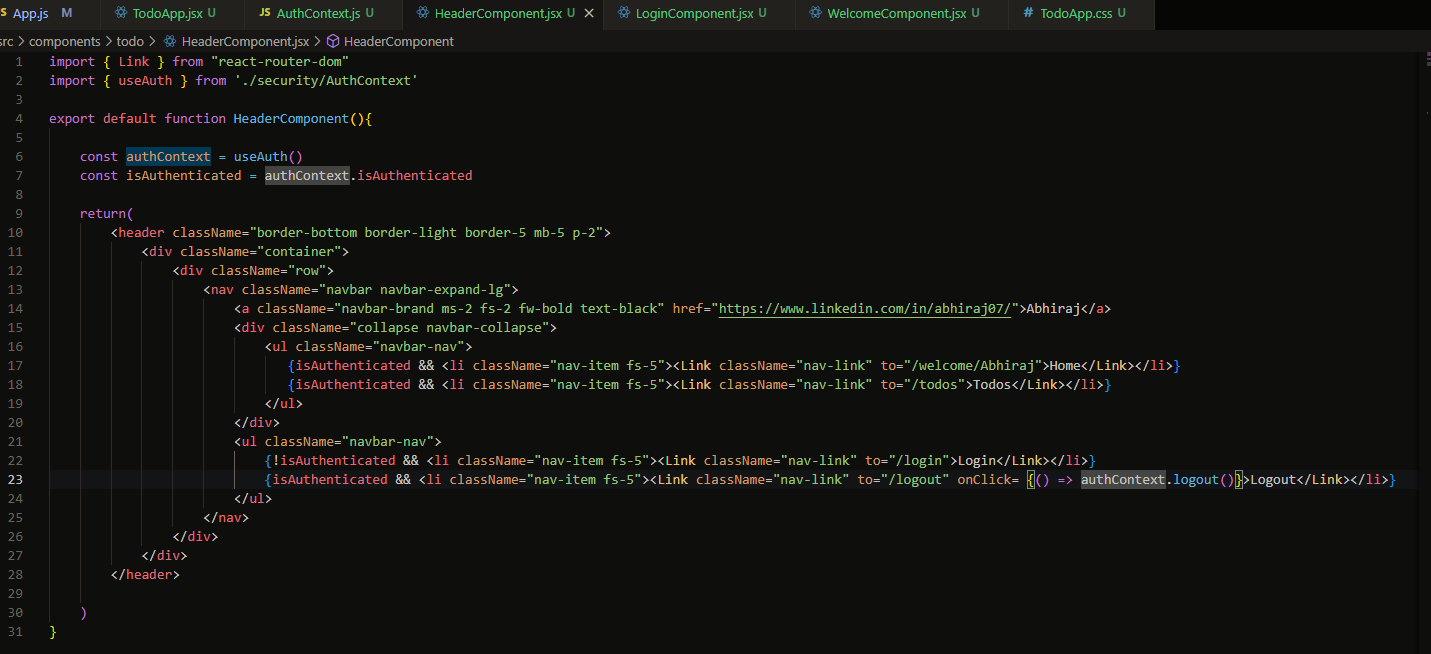 S App.js M TodoApp.jsx U JS AuthContext.js U HeaderComponent.jsx U × LoginComponent.jsx U WelcomeComponent.jsx U # TodoApp.css U
src > components > todo > HeaderComponent.jsx > HeaderComponent
1 import { Link } from "react-router-dom"
2 import { useAuth } from './security/AuthContext'
3
4 export default function HeaderComponent(){
5
6     const authContext = useAuth()
7     const isAuthenticated = authContext.isAuthenticated
8
9     return(
10         <header className="border-bottom border-light border-5 mb-5 p-2">
11             <div className="container">
12                 <div className="row">
13                     <nav className="navbar navbar-expand-lg">
14                         <a className="navbar-brand ms-2 fs-2 fw-bold text-black" href="https://www.linkedin.com/in/abhiraj07/">Abhiraj</a>
15                         <div className="collapse navbar-collapse">
16                             <ul className="navbar-nav">
17                                {isAuthenticated && <li className="nav-item fs-5"><Link className="nav-link" to="/welcome/Abhiraj">Home</Link></li>}
18                                {isAuthenticated && <li className="nav-item fs-5"><Link className="nav-link" to="/todos">Todos</Link></li>}
19                             </ul>
20                         </div>
21                         <ul className="navbar-nav">
22                             {!isAuthenticated && <li className="nav-item fs-5"><Link className="nav-link" to="/login">Login</Link></li>}
23                             {isAuthenticated && <li className="nav-item fs-5"><Link className="nav-link" to="/logout" onClick= {() => authContext.logout()}>Logout</Link></li>}
24                         </ul>
25                     </nav>
26                 </div>
27             </div>
28         </header>
29
30     )
31 }